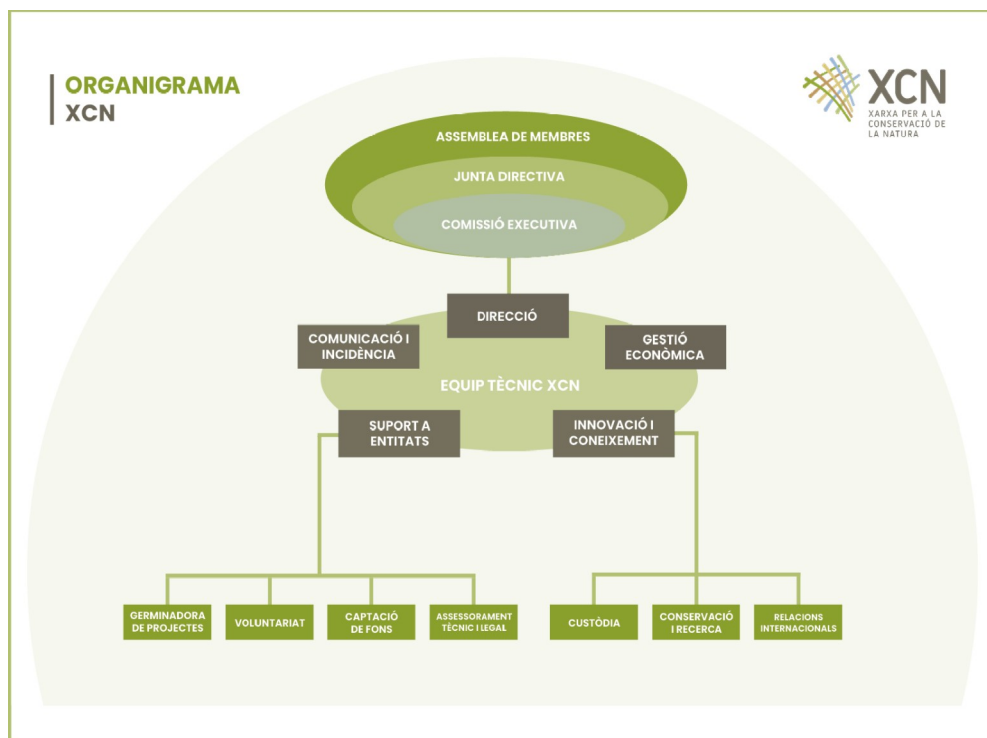 ORGANIGRAMA
XCN
XCN
XARXA PER A LA
CONSERVACIÓ DE
LA NATURA
ASSEMBLEA DE MEMBRES
JUNTA DIRECTIVA
COMISSIÓ EXECUTIVA
DIRECCIÓ
COMUNICACIÓ I
INCIDÈNCIA
GESTIÓ
ECONÒMICA
EQUIP TÈCNIC XCN
SUPORT A
ENTITATS
INNOVACIÓ I
CONEIXEMENT
GERMINADORA
DE PROJECTES
VOLUNTARIAT
CAPTACIÓ
DE FONS
ASSESSORAMENT
TÈCNIC I LEGAL
CUSTÒDIA
CONSERVACIÓ
I RECERCA
RELACIONS
INTERNACIONALS